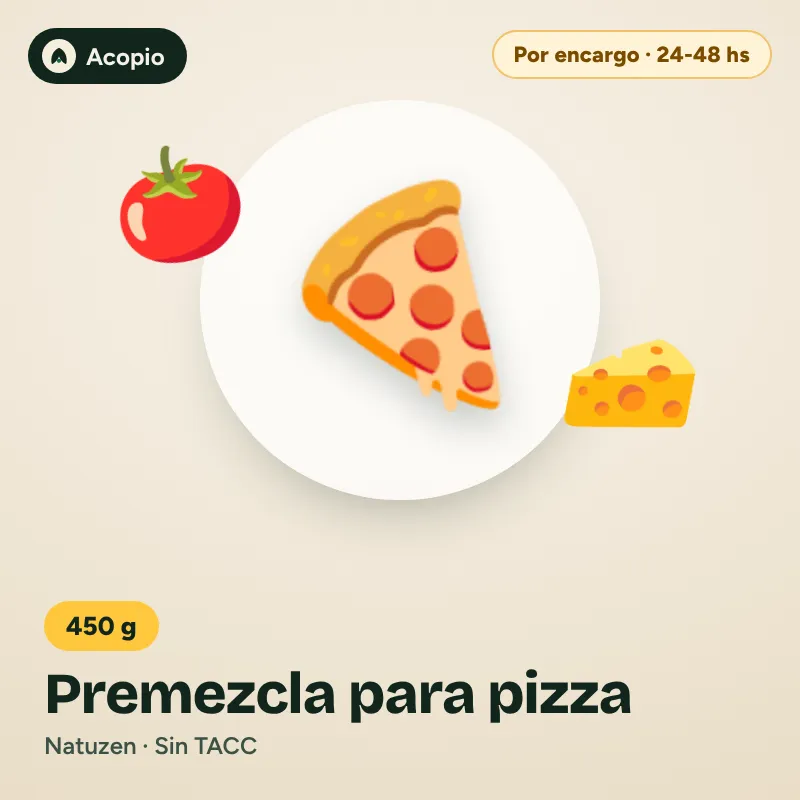 Acopio
Por encargo · 24-48 hs
450 g
Premezcla para pizza
Natuzen · Sin TACC